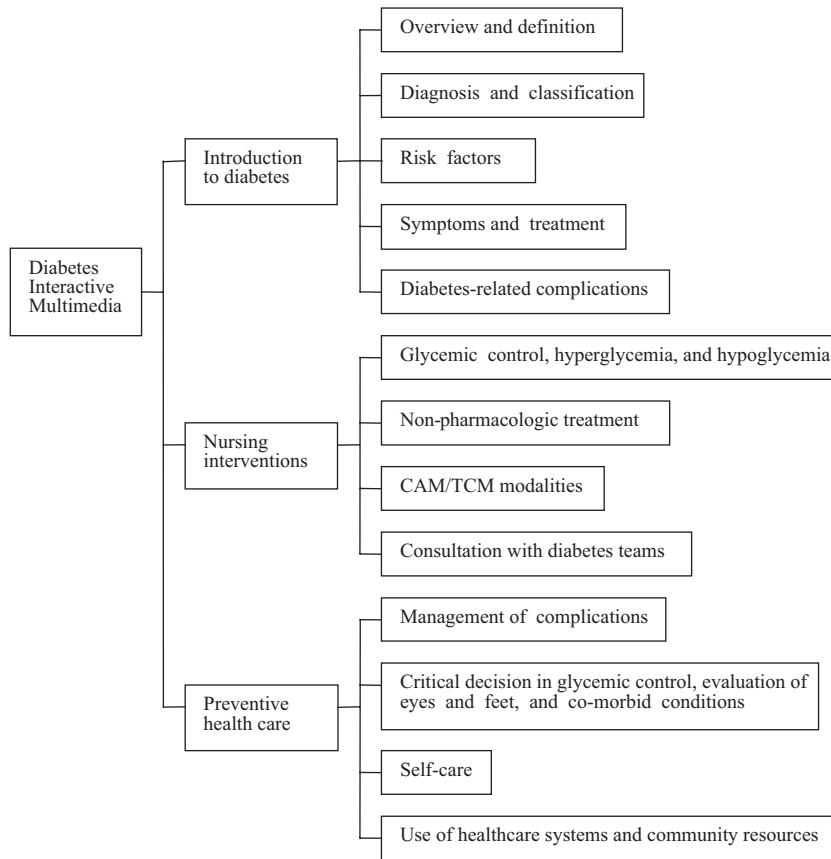 Diabetes
Interactive
Multimedia
Introduction
to diabetes
Overview and definition
Diagnosis and classification
Risk factors
Symptoms and treatment
Diabetes-related complications
Nursing
interventions
Glycemic control, hyperglycemia, and hypoglycemia
Non-pharmacologic treatment
CAM/TCM modalities
Consultation with diabetes teams
Preventive
health care
Management of complications
Critical decision in glycemic control, evaluation of
eyes and feet, and co-morbid conditions
Self-care
Use of healthcare systems and community resources